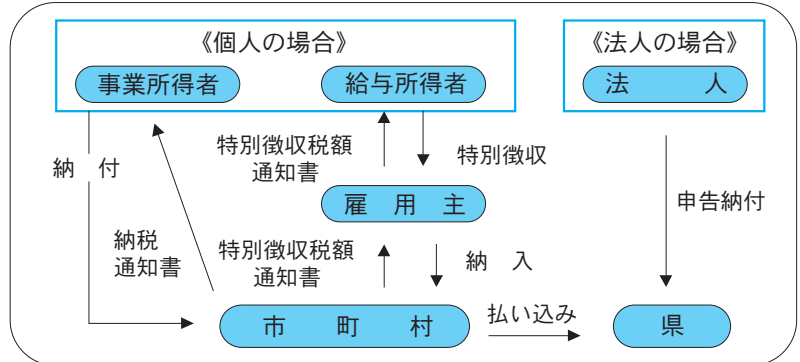 《個人の場合》
《法人の場合》
事業所得者
給与所得者
法　人
特別徴収税額
通知書
特別徴収
納　付
雇　用　主
申告納付
納税
通知書
特別徴収税額
通知書
納　入
市　町　村
払い込み
県